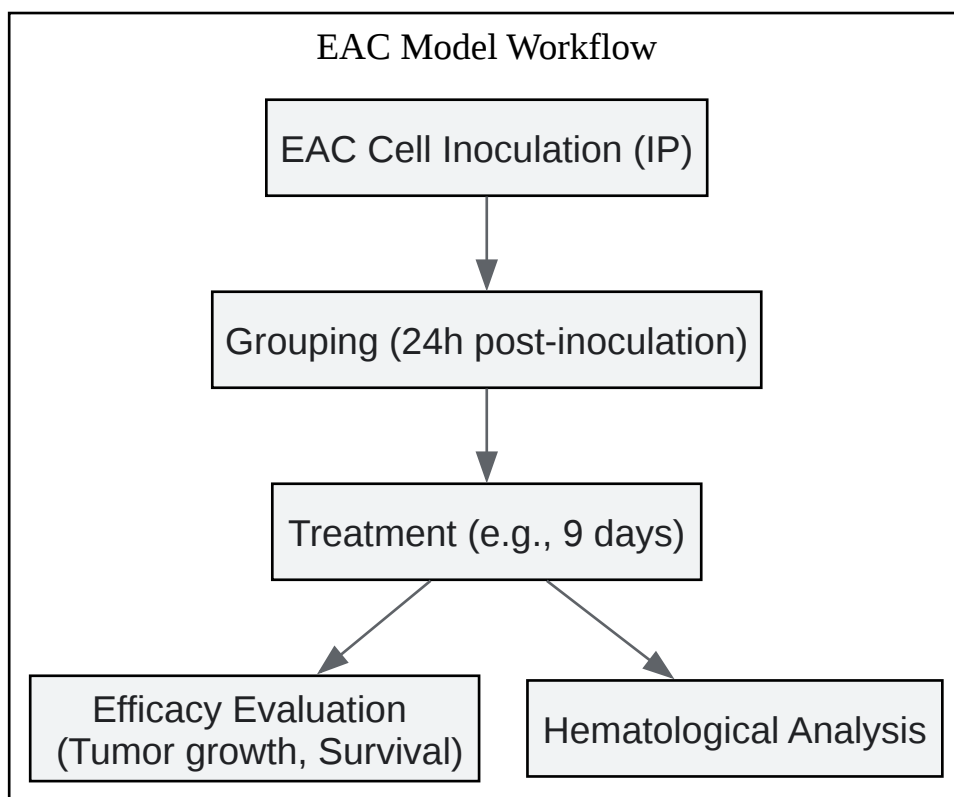 EAC Model Workflow
EAC Cell Inoculation (IP)
Grouping (24h post-inoculation)
Treatment (e.g., 9 days)
Efficacy Evaluation
(Tumor growth, Survival)
Hematological Analysis